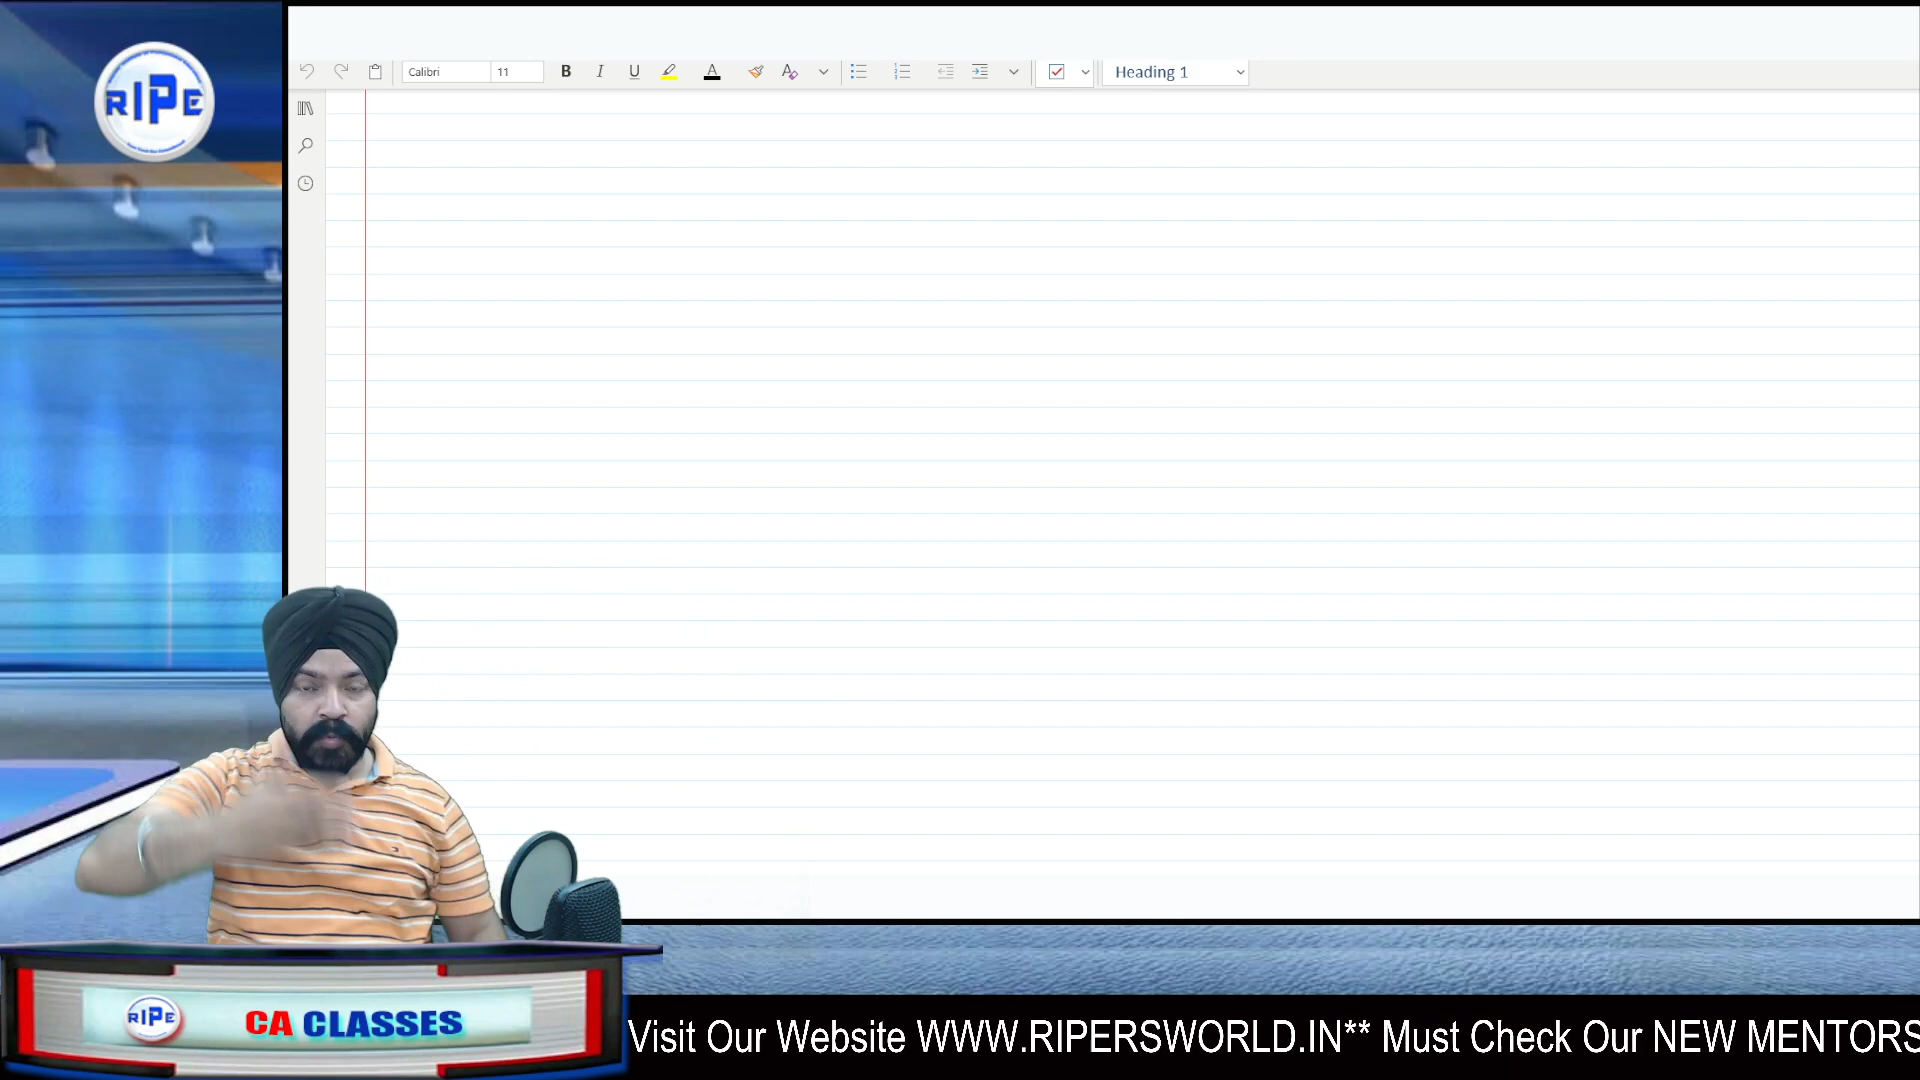 RIPE
Calibri 11 B I U A Heading 1
RIPE CA CLASSES
Visit Our Website WWW.RIPERSWORLD.IN** Must Check Our NEW MENTORS